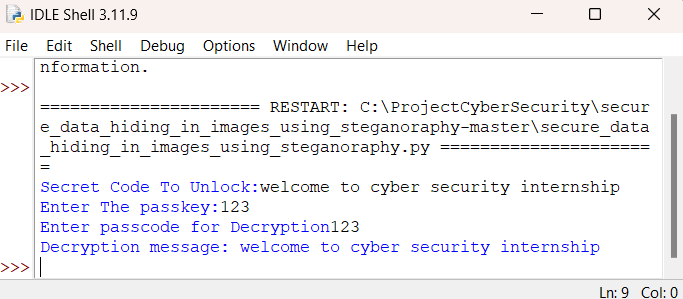 IDLE Shell 3.11.9
File Edit Shell Debug Options Window Help
nformation.
>>>
====================== RESTART: C:\ProjectCyberSecurity\secur
e_data_hiding_in_images_using_steganoraphy-master\secure_data
_hiding_in_images_using_steganoraphy.py =====================
=
Secret Code To Unlock:welcome to cyber security internship
Enter The passkey:123
Enter passcode for Decryption123
Decryption message: welcome to cyber security internship
>>>
Ln: 9 Col: 0